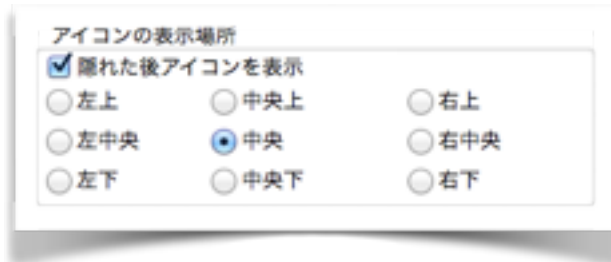 アイコンの表示場所
隠れた後アイコンを表示
左上 中央上 右上
左中央 中央 右中央
左下 中央下 右下